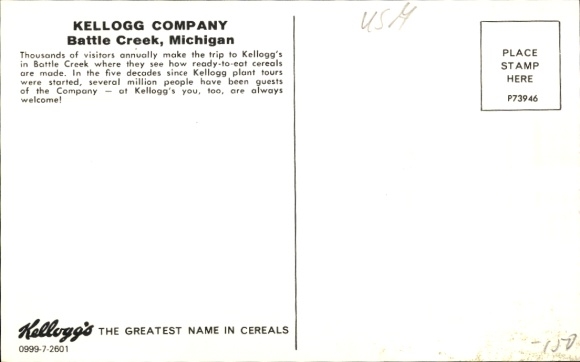 KELLOGG COMPANY
Battle Creek, Michigan
Thousands of visitors annually make the trip to Kellogg's
in Battle Creek where they see how ready-to-eat cereals
are made. In the five decades since Kellogg plant tours
were started, several million people have been guests
of the Company — at Kellogg's you, too, are always
welcome!
USA
PLACE
STAMP
HERE
P73946
Kellogg's THE GREATEST NAME IN CEREALS
0999-7-2601
-150